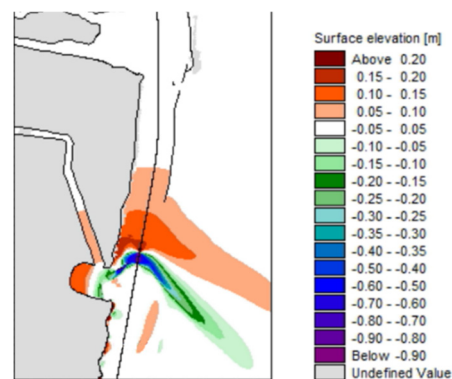 Surface elevation [m]
Above 0.20
0.15 - 0.20
0.10 - 0.15
0.05 - 0.10
-0.05 - 0.05
-0.10 - -0.05
-0.15 - -0.10
-0.20 - -0.15
-0.25 - -0.20
-0.30 - -0.25
-0.35 - -0.30
-0.40 - -0.35
-0.50 - -0.40
-0.60 - -0.50
-0.70 - -0.60
-0.80 - -0.70
-0.90 - -0.80
Below -0.90
Undefined Value